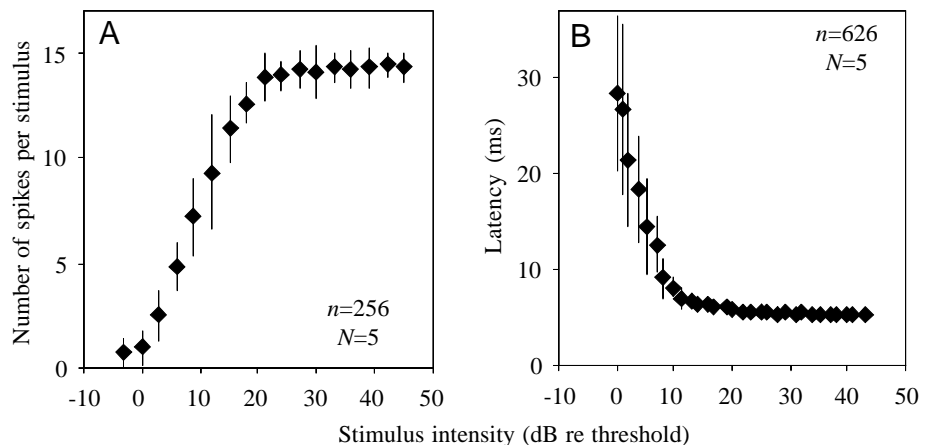 A
Number of spikes per stimulus
15
10
5
0
-10 0 10 20 30 40 50
n=256
N=5
B
Latency (ms)
30
20
10
0
-10 0 10 20 30 40 50
n=626
N=5
Stimulus intensity (dB re threshold)